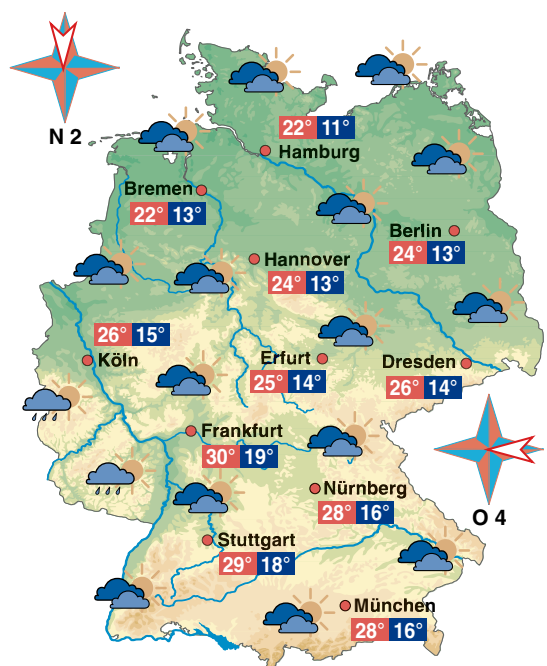 N 2
22° 11°
Hamburg
Bremen
22° 13°
Berlin
24° 13°
Hannover
24° 13°
26° 15°
Köln
Erfurt
25° 14°
Dresden
26° 14°
Frankfurt
30° 19°
Nürnberg
28° 16°
O 4
Stuttgart
29° 18°
München
28° 16°